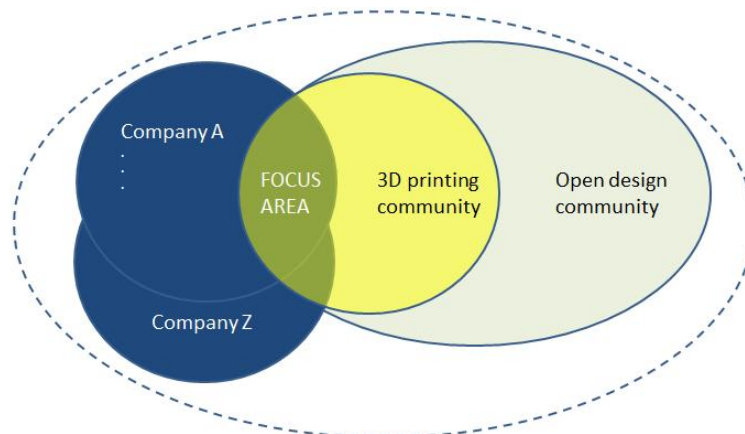 Company A
.
.
.
FOCUS
AREA
3D printing
community
Open design
community
Company Z